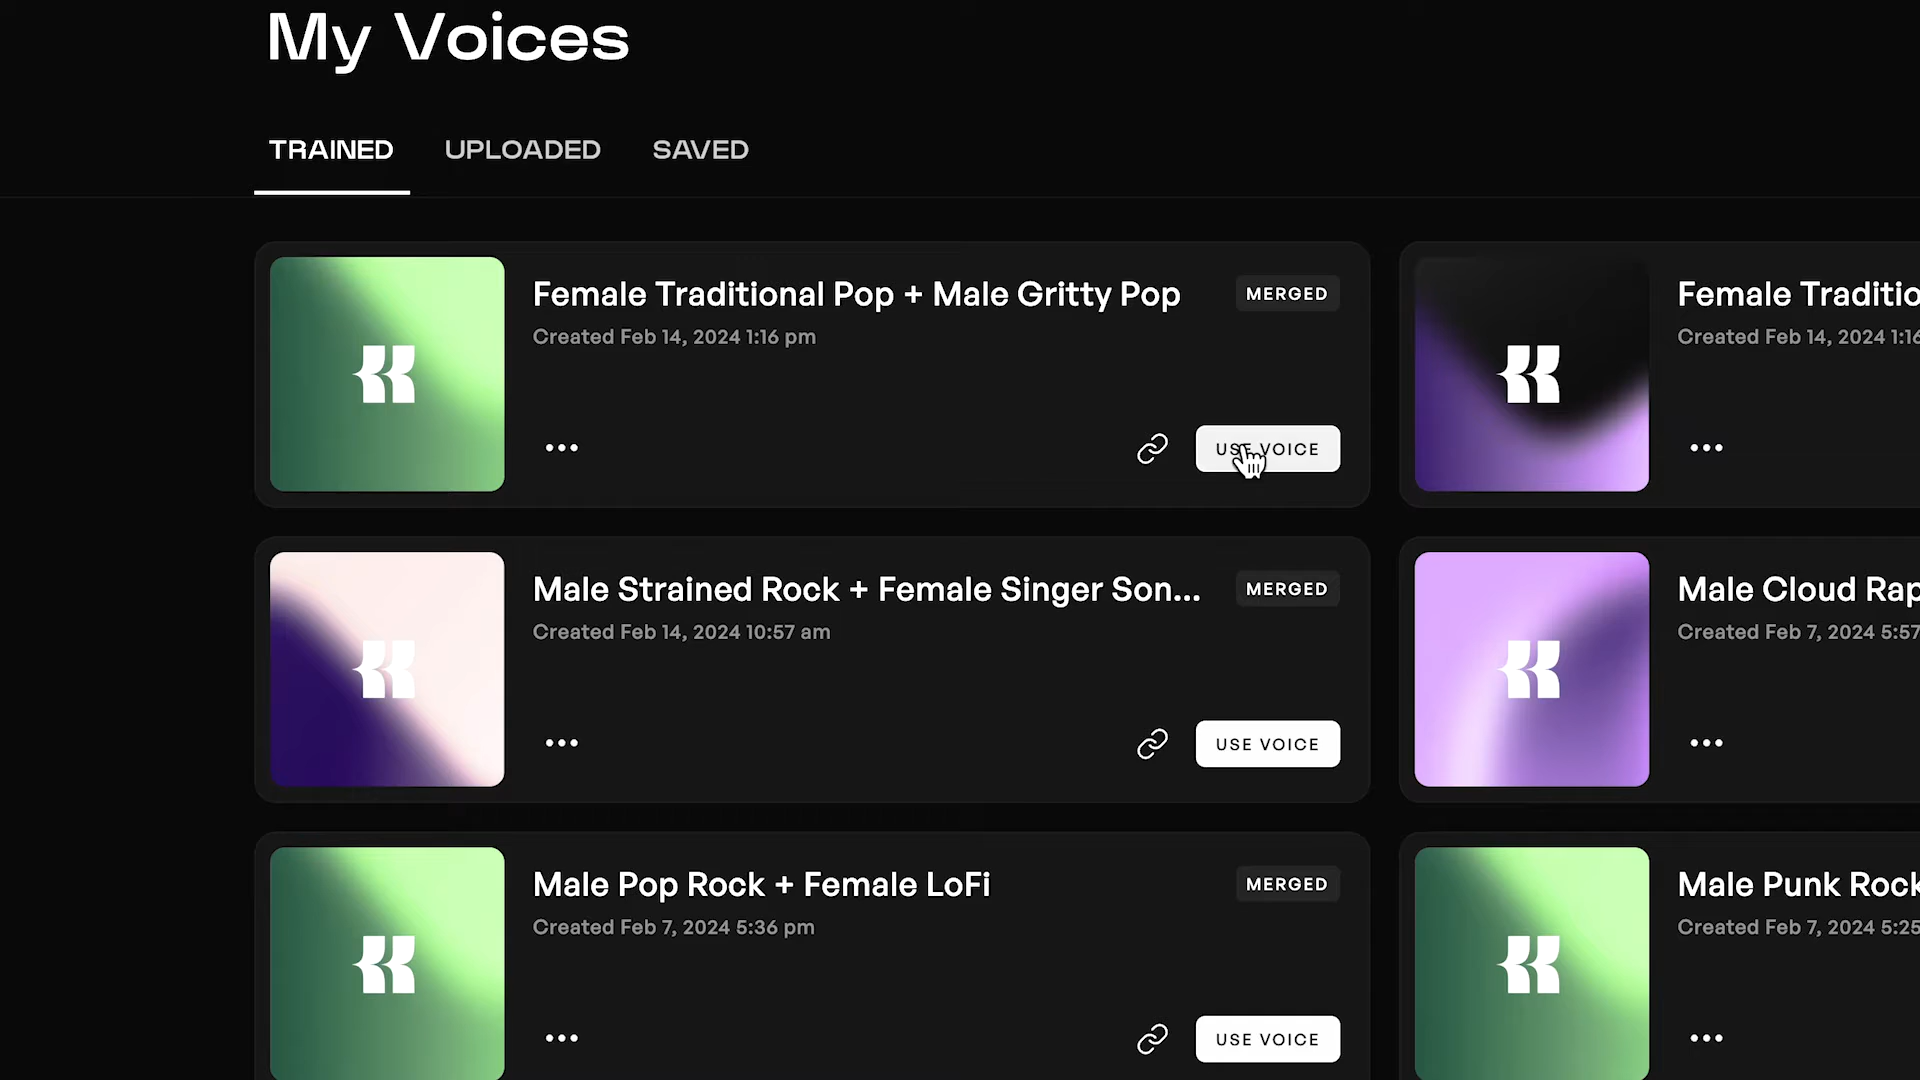 My Voices
TRAINED UPLOADED SAVED
Female Traditional Pop + Male Gritty Pop
MERGED
Created Feb 14, 2024 1:16 pm
USE VOICE
Female Traditio
Created Feb 14, 2024 1:16
Male Strained Rock + Female Singer Son...
MERGED
Created Feb 14, 2024 10:57 am
USE VOICE
Male Cloud Rap
Created Feb 7, 2024 5:57
Male Pop Rock + Female LoFi
MERGED
Created Feb 7, 2024 5:36 pm
USE VOICE
Male Punk Rock
Created Feb 7, 2024 5:25